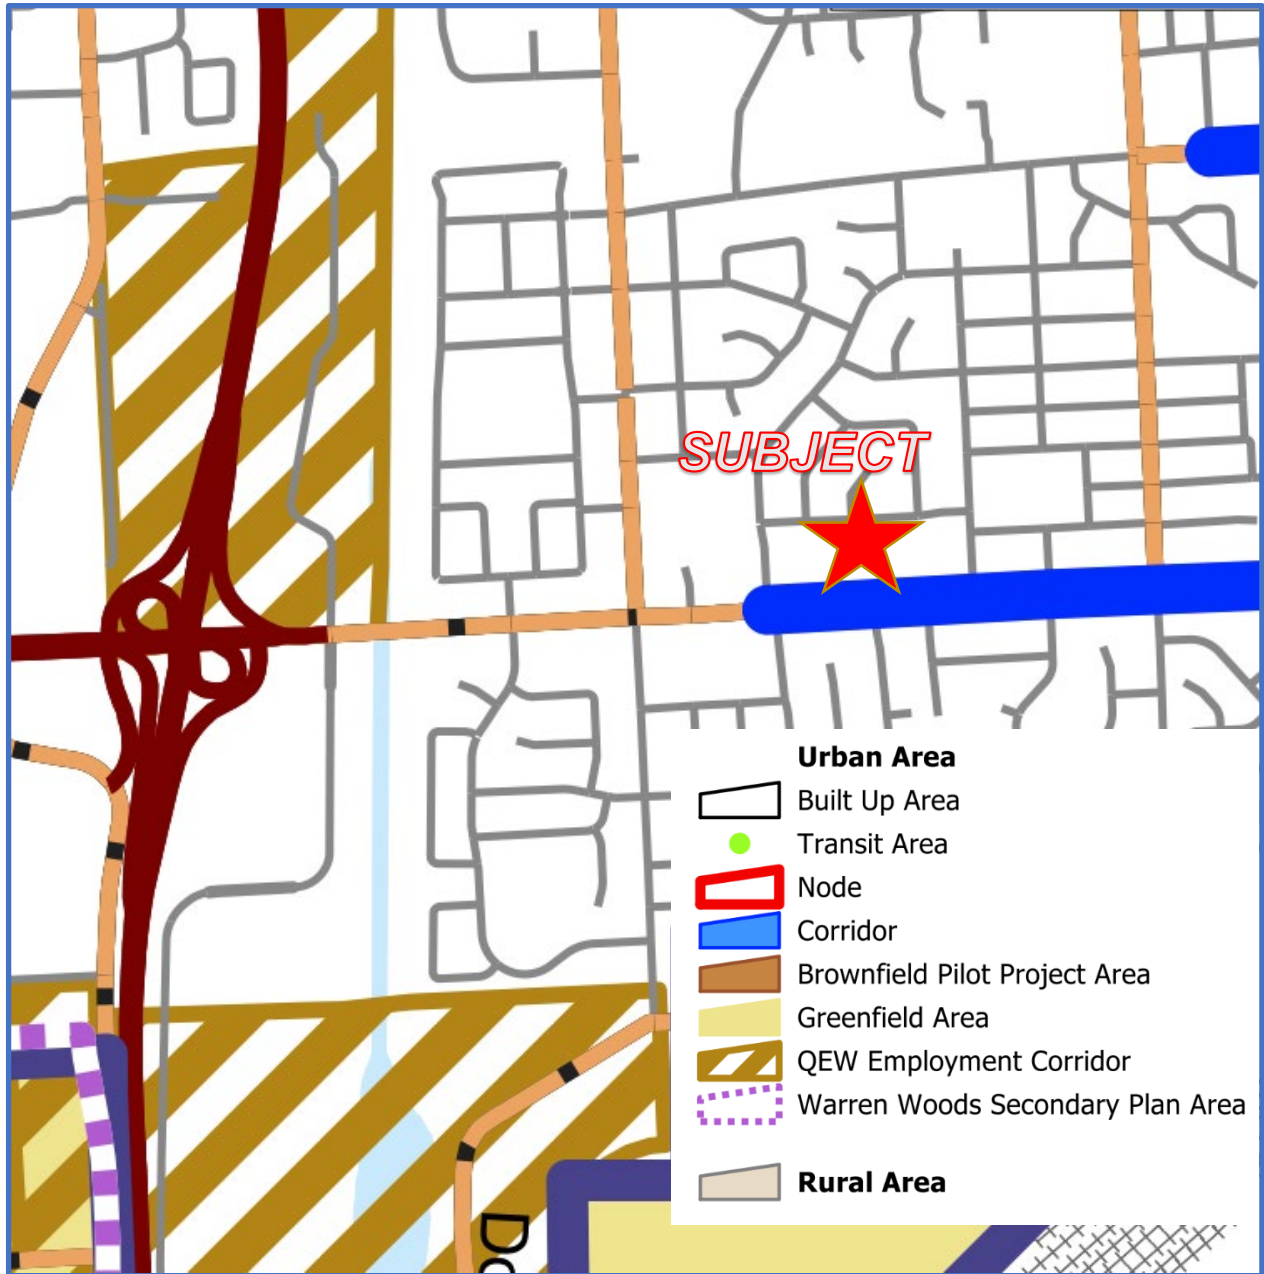 SUBJECT
Urban Area
Built Up Area
Transit Area
Node
Corridor
Brownfield Pilot Project Area
Greenfield Area
QEW Employment Corridor
Warren Woods Secondary Plan Area
Rural Area
Do